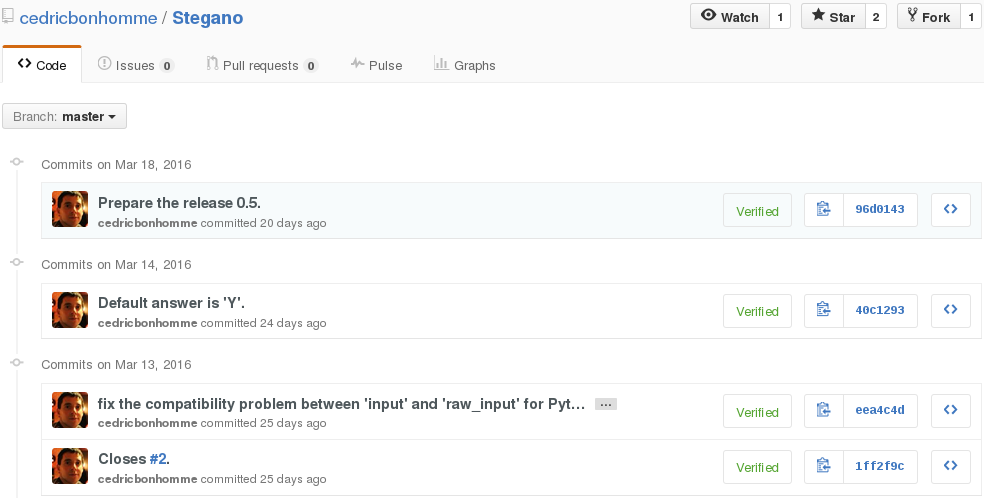 cedricbonhomme / Stegano Watch 1 Star 2 Fork 1
Code Issues 0 Pull requests 0 Pulse Graphs
Branch: master
Commits on Mar 18, 2016
Prepare the release 0.5.
cedricbonhomme committed 20 days ago
Verified 96d0143
Commits on Mar 14, 2016
Default answer is 'Y'.
cedricbonhomme committed 24 days ago
Verified 40c1293
Commits on Mar 13, 2016
fix the compatibility problem between 'input' and 'raw_input' for Pyt… …
cedricbonhomme committed 25 days ago
Verified eea4c4d
Closes #2.
cedricbonhomme committed 25 days ago
Verified 1ff2f9c